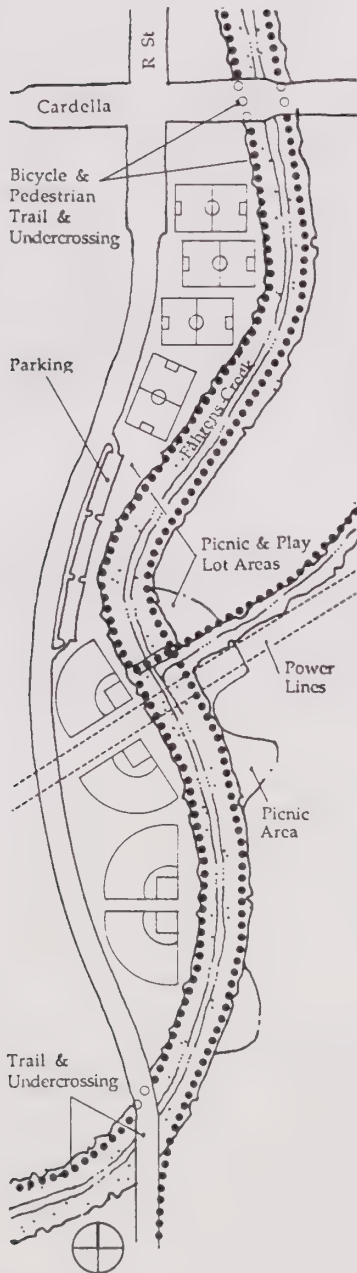 R St
Cardella
Bicycle &
Pedestrian
Trail &
Undercrossing
Parking
Fahrens Creek
Picnic & Play
Lot Areas
Power
Lines
Picnic
Area
Trail &
Undercrossing